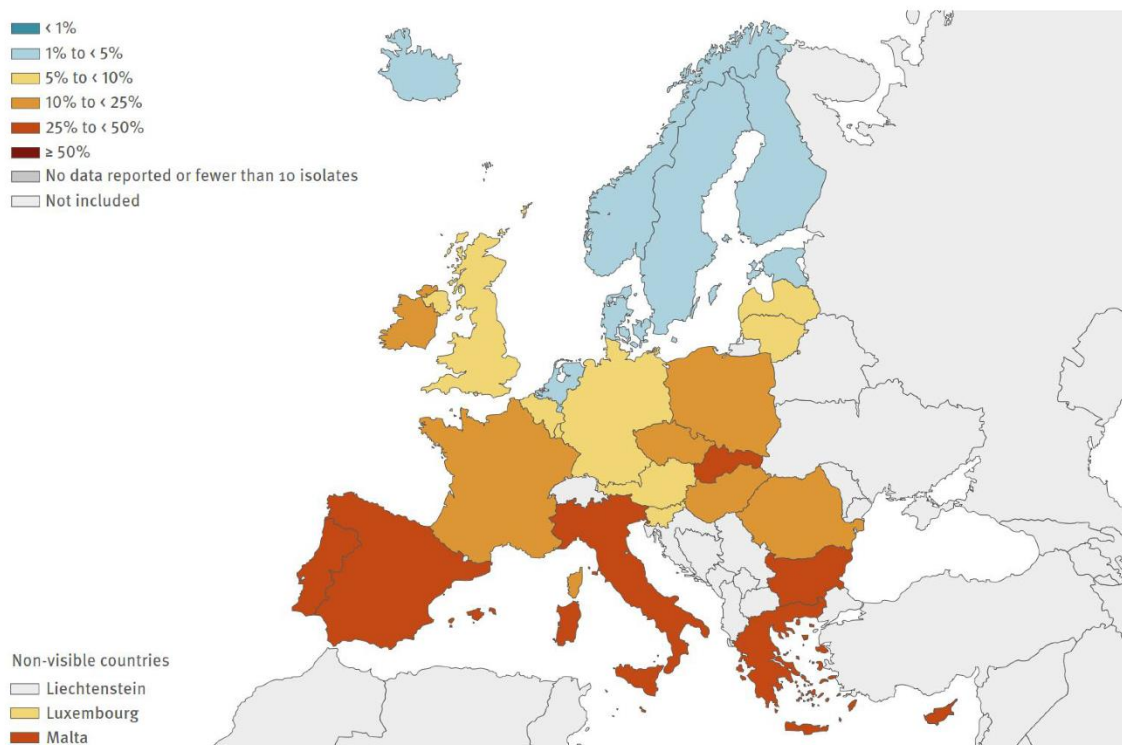 < 1%
1% to < 5%
5% to < 10%
10% to < 25%
25% to < 50%
≥ 50%
No data reported or fewer than 10 isolates
Not included
Non-visible countries
Liechtenstein
Luxembourg
Malta